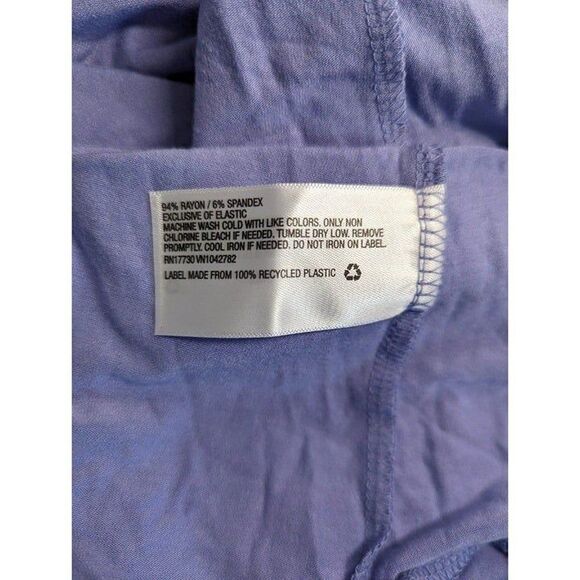 94% RAYON / 6% SPANDEX
EXCLUSIVE OF ELASTIC
MACHINE WASH COLD WITH LIKE COLORS. ONLY NON
CHLORINE BLEACH IF NEEDED. TUMBLE DRY LOW. REMOVE
PROMPTLY. COOL IRON IF NEEDED. DO NOT IRON ON LABEL.
RN17730 VN1042782
LABEL MADE FROM 100% RECYCLED PLASTIC